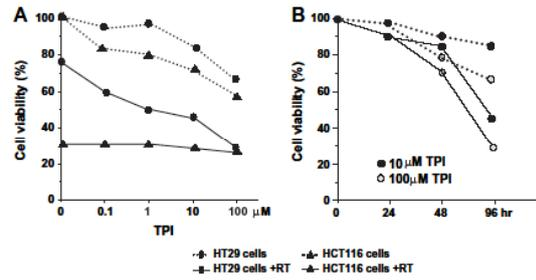 A
B
Cell viability (%)
100
80
60
40
20
0
0 0.1 1 10 100 μM
TPI
Cell viability (%)
100
80
60
40
20
0
10 μM TPI
100μM TPI
0 24 48 96 hr
HT29 cells HCT116 cells
HT29 cells +RT HCT116 cells +RT